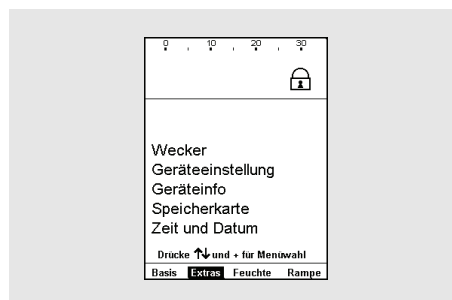 0 10 20 30
Wecker
Geräteeinstellung
Geräteinfo
Speicherkarte
Zeit und Datum
Drücke ↑↓ und + für Menüwahl
Basis Extras Feuchte Rampe